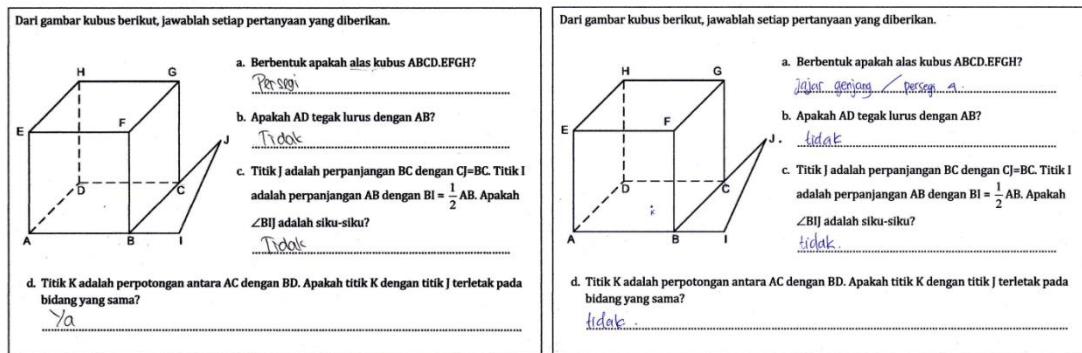 Dari gambar kubus berikut, jawablah setiap pertanyaan yang diberikan.
H G
E F
J
D C
A B I
a. Berbentuk apakah alas kubus ABCD.EFGH?
Persegi
b. Apakah AD tegak lurus dengan AB?
Tidak
c. Titik J adalah perpanjangan BC dengan CJ=BC. Titik I
adalah perpanjangan AB dengan BI = 1/2 AB. Apakah
∠BIJ adalah siku-siku?
Tidak
d. Titik K adalah perpotongan antara AC dengan BD. Apakah titik K dengan titik J terletak pada
bidang yang sama?
Ya
Dari gambar kubus berikut, jawablah setiap pertanyaan yang diberikan.
H G
E F
J
D C
K
A B I
a. Berbentuk apakah alas kubus ABCD.EFGH?
Jajar genjang / persegi 4.
b. Apakah AD tegak lurus dengan AB?
tidak
c. Titik J adalah perpanjangan BC dengan CJ=BC. Titik I
adalah perpanjangan AB dengan BI = 1/2 AB. Apakah
∠BIJ adalah siku-siku?
tidak.
d. Titik K adalah perpotongan antara AC dengan BD. Apakah titik K dengan titik J terletak pada
bidang yang sama?
tidak.